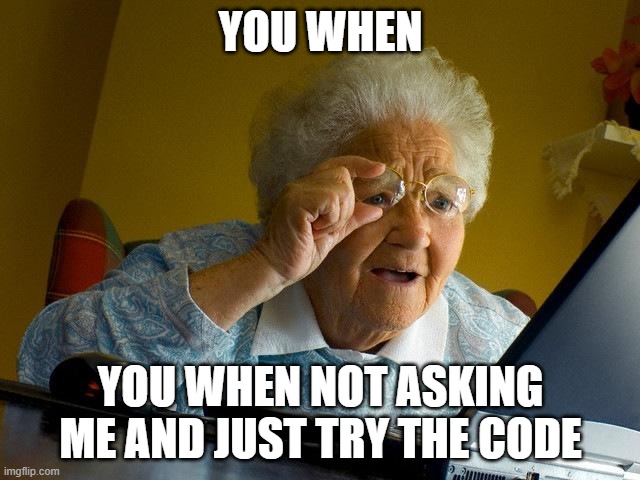 YOU WHEN
YOU WHEN NOT ASKING
ME AND JUST TRY THE CODE
imgflip.com